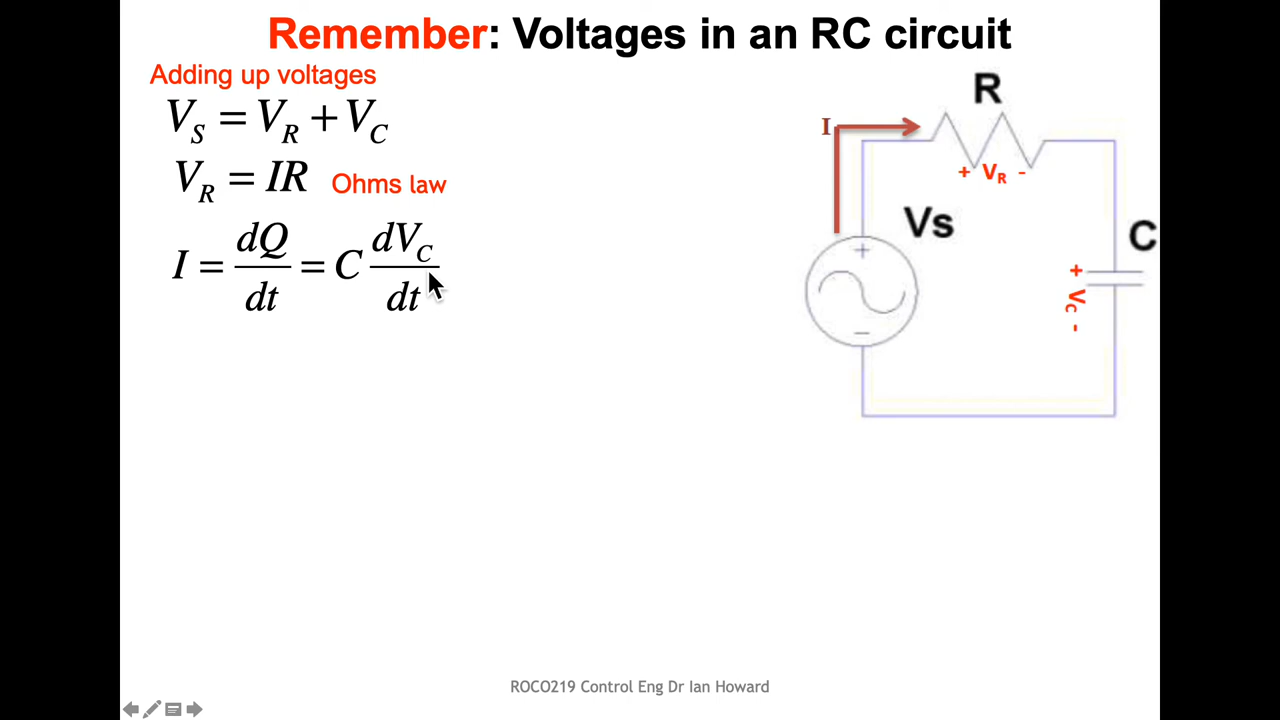 Remember: Voltages in an RC circuit
Adding up voltages
V_S = V_R + V_C
V_R = IR Ohms law
I = dQ/dt = C dV_C/dt
R
I
+ V_R -
Vs
C
+
−
+ V_C -
ROCO219 Control Eng Dr Ian Howard